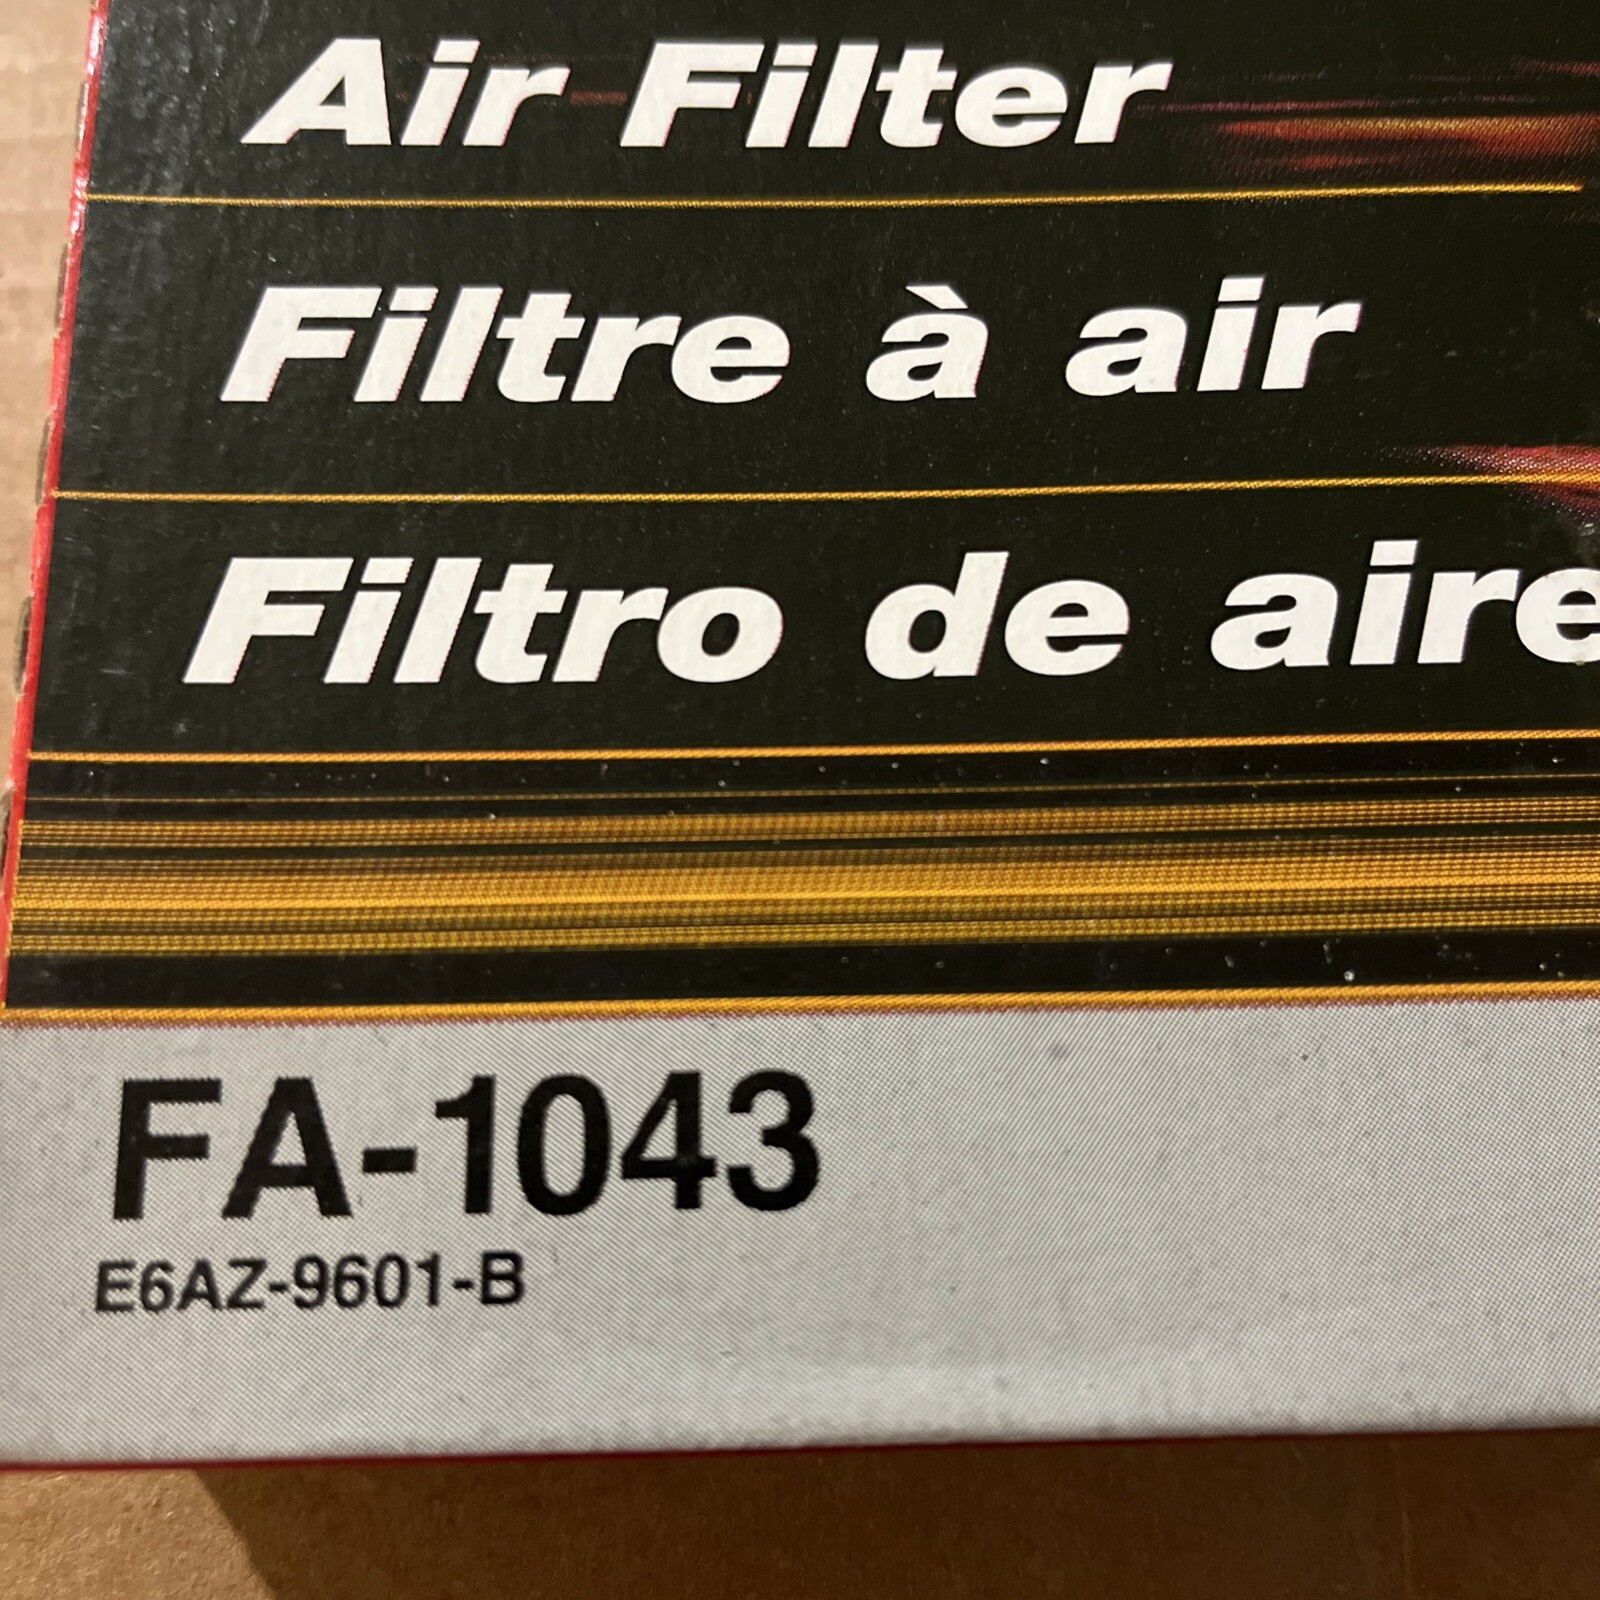 Air Filter
Filtre à air
Filtro de aire
FA-1043
E6AZ-9601-B